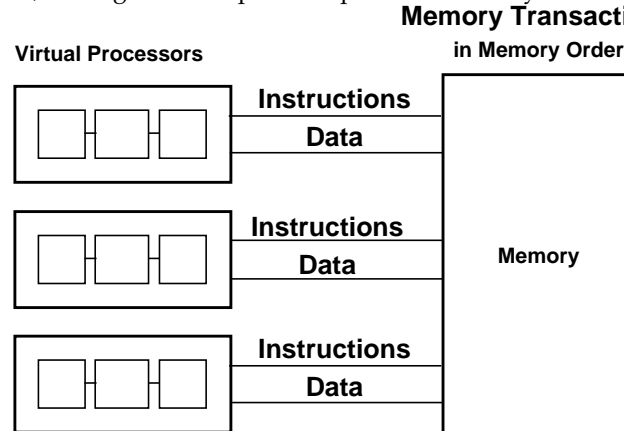 Memory Transacti
Virtual Processors
in Memory Order
Instructions
Data
Instructions
Data
Memory
Instructions
Data